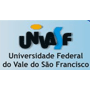 UNIVASF
Universidade Federal
do Vale do São Francisco